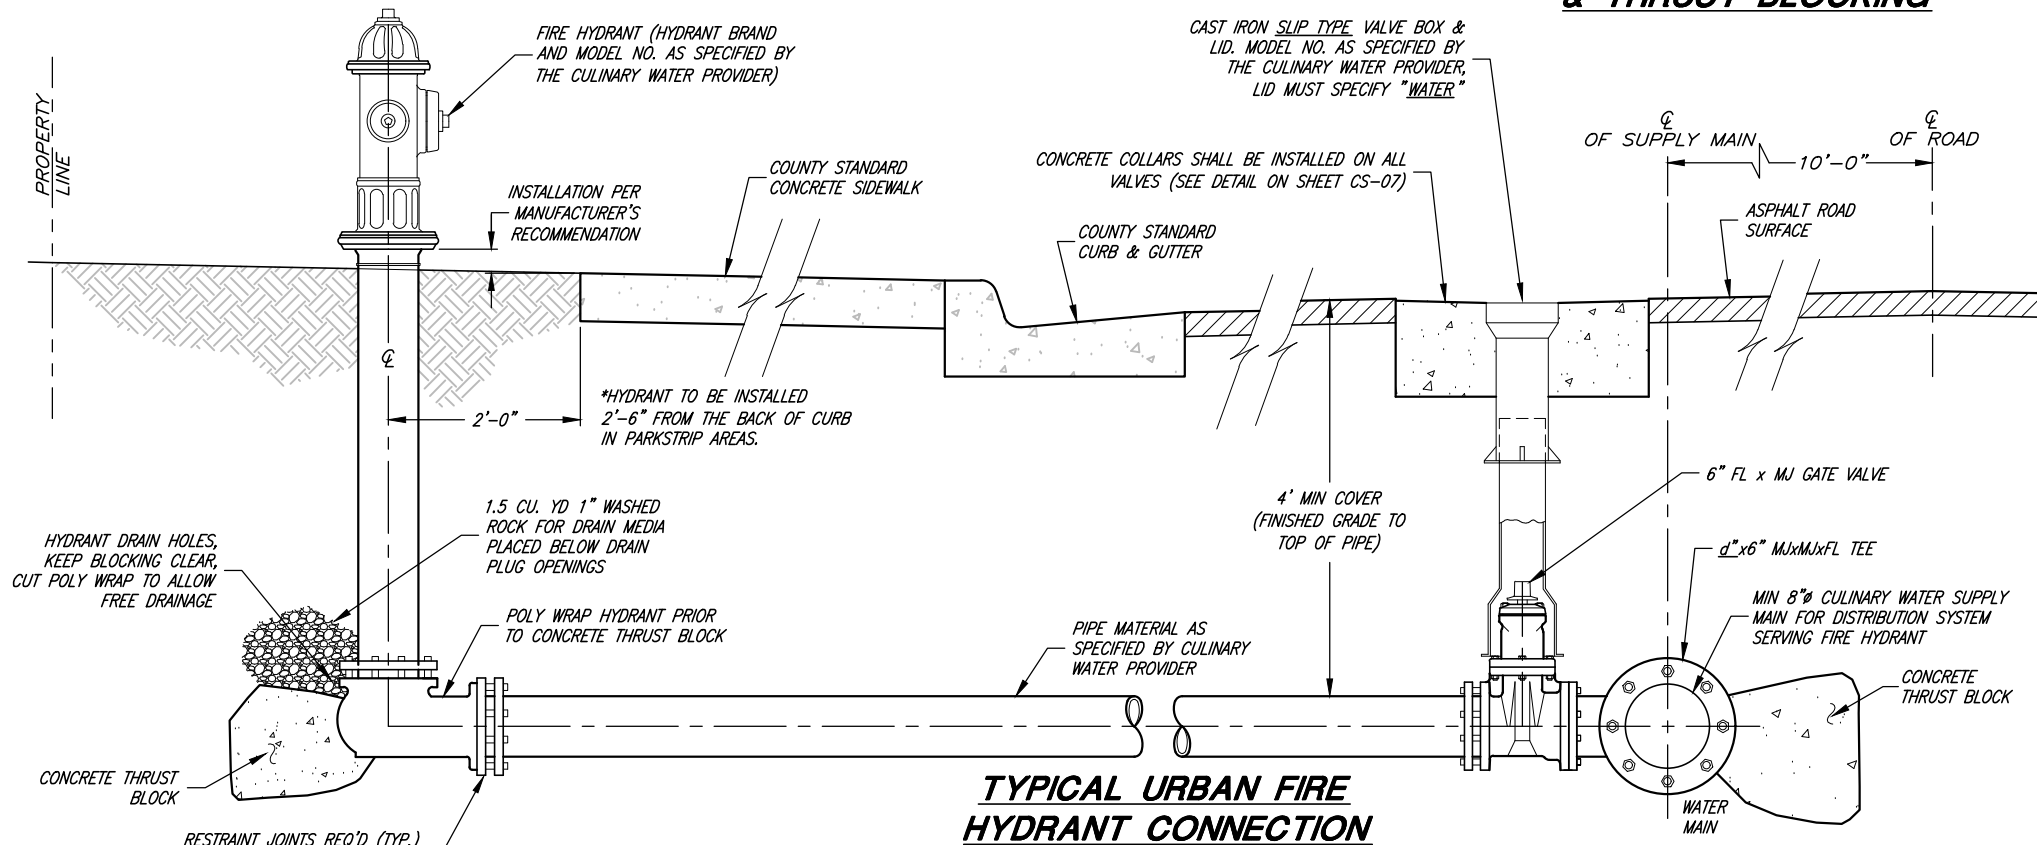 & THRUST BLOCKING
FIRE HYDRANT (HYDRANT BRAND
AND MODEL NO. AS SPECIFIED BY
THE CULINARY WATER PROVIDER)
CAST IRON SLIP TYPE VALVE BOX &
LID. MODEL NO. AS SPECIFIED BY
THE CULINARY WATER PROVIDER,
LID MUST SPECIFY "WATER"
PROPERTY
LINE
℄
OF SUPPLY MAIN
℄
OF ROAD
10'-0"
INSTALLATION PER
MANUFACTURER'S
RECOMMENDATION
COUNTY STANDARD
CONCRETE SIDEWALK
CONCRETE COLLARS SHALL BE INSTALLED ON ALL
VALVES (SEE DETAIL ON SHEET CS-07)
COUNTY STANDARD
CURB & GUTTER
ASPHALT ROAD
SURFACE
℄
2'-0"
*HYDRANT TO BE INSTALLED
2'-6" FROM THE BACK OF CURB
IN PARKSTRIP AREAS.
1.5 CU. YD 1" WASHED
ROCK FOR DRAIN MEDIA
PLACED BELOW DRAIN
PLUG OPENINGS
4' MIN COVER
(FINISHED GRADE TO
TOP OF PIPE)
6" FL x MJ GATE VALVE
HYDRANT DRAIN HOLES,
KEEP BLOCKING CLEAR,
CUT POLY WRAP TO ALLOW
FREE DRAINAGE
d"x6" MJxMJxFL TEE
POLY WRAP HYDRANT PRIOR
TO CONCRETE THRUST BLOCK
PIPE MATERIAL AS
SPECIFIED BY CULINARY
WATER PROVIDER
MIN 8"ø CULINARY WATER SUPPLY
MAIN FOR DISTRIBUTION SYSTEM
SERVING FIRE HYDRANT
CONCRETE
THRUST BLOCK
CONCRETE THRUST
BLOCK
TYPICAL URBAN FIRE
HYDRANT CONNECTION
WATER
MAIN
RESTRAINT JOINTS REQ'D (TYP.)